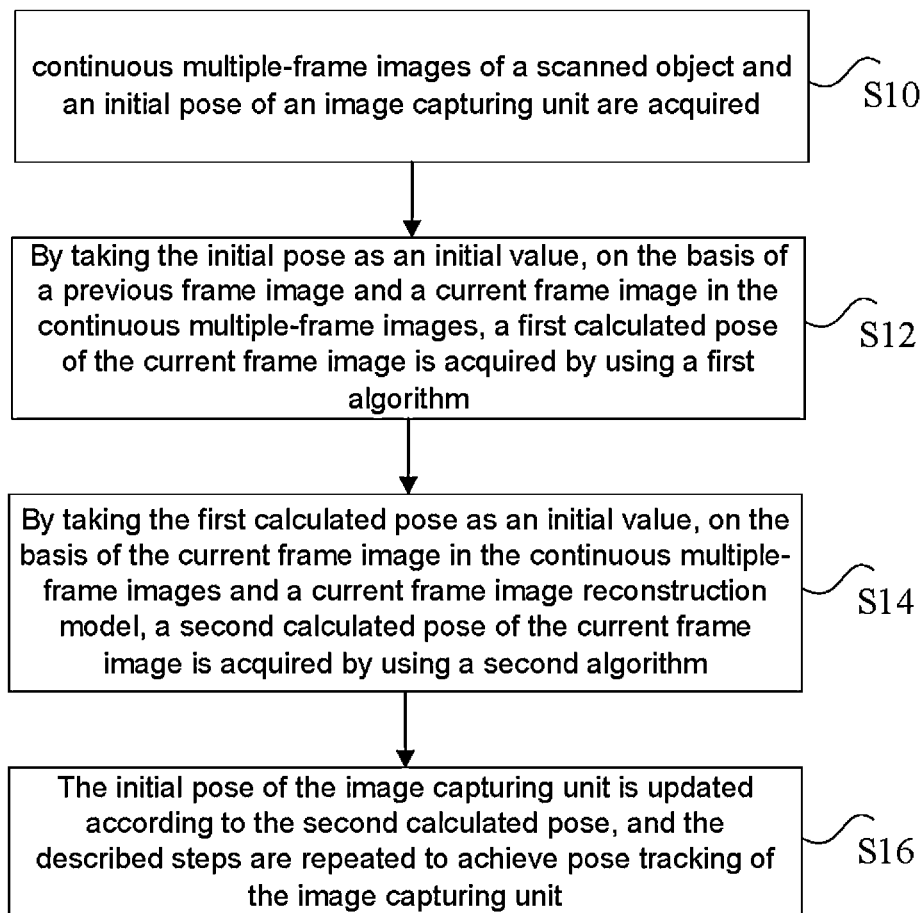 continuous multiple-frame images of a scanned object and
an initial pose of an image capturing unit are acquired
S10
By taking the initial pose as an initial value, on the basis of
a previous frame image and a current frame image in the
continuous multiple-frame images, a first calculated pose
of the current frame image is acquired by using a first
algorithm
S12
By taking the first calculated pose as an initial value, on the
basis of the current frame image in the continuous multiple-
frame images and a current frame image reconstruction
model, a second calculated pose of the current frame
image is acquired by using a second algorithm
S14
The initial pose of the image capturing unit is updated
according to the second calculated pose, and the
described steps are repeated to achieve pose tracking of
the image capturing unit
S16